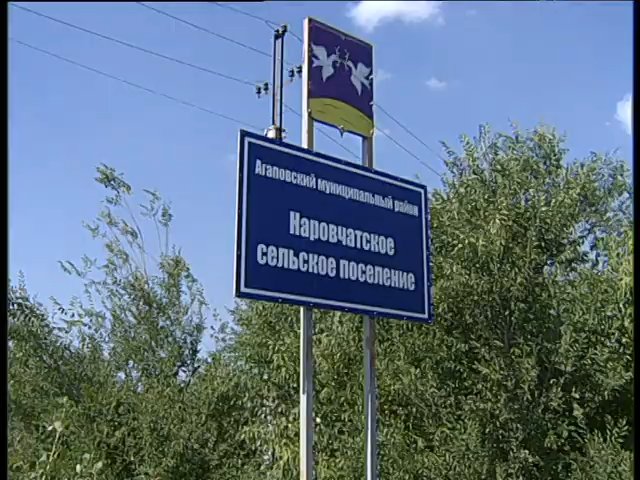 Агаповский муниципальный район
Наровчатское
сельское поселение